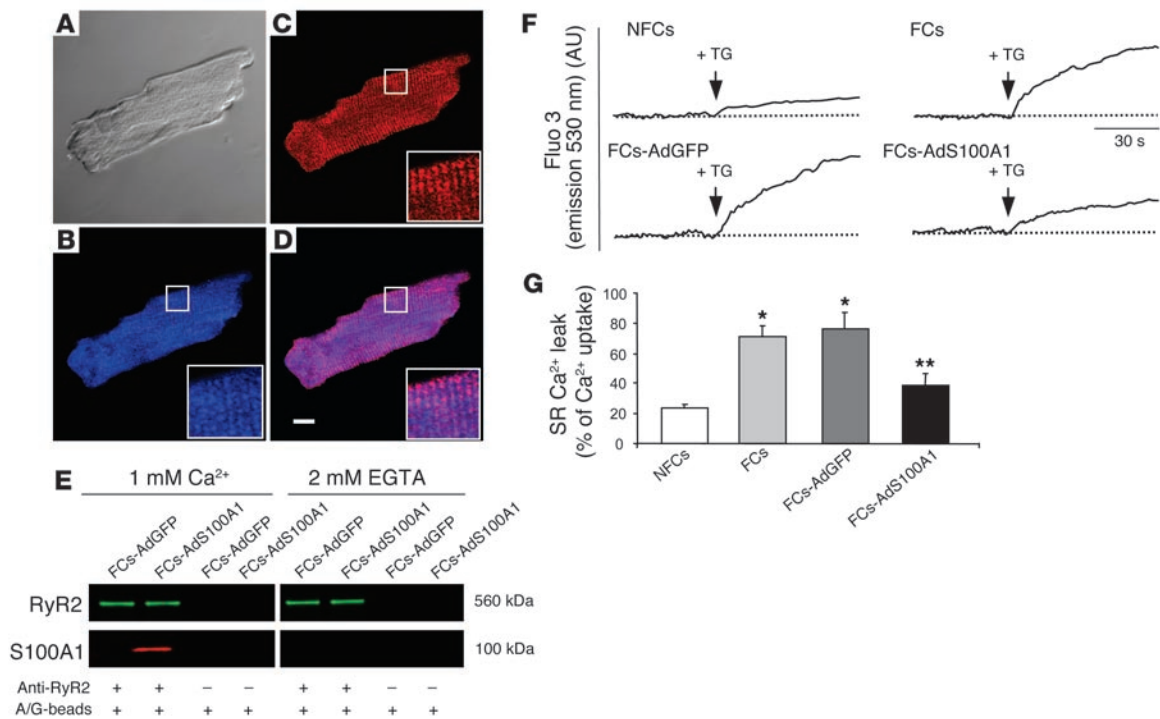 A
C
B
D
E
1 mM Ca²⁺
2 mM EGTA
FCs-AdGFP
FCs-AdS100A1
FCs-AdGFP
FCs-AdS100A1
FCs-AdGFP
FCs-AdS100A1
FCs-AdGFP
FCs-AdS100A1
RyR2
560 kDa
S100A1
100 kDa
Anti-RyR2 + + – – + + – –
A/G-beads + + + + + + + +
F
Fluo 3
(emission 530 nm) (AU)
NFCs
+ TG
FCs
+ TG
30 s
FCs-AdGFP
+ TG
FCs-AdS100A1
+ TG
G
SR Ca²⁺ leak
(% of Ca²⁺ uptake)
100
80
60
40
20
0
*
*
**
NFCs
FCs
FCs-AdGFP
FCs-AdS100A1